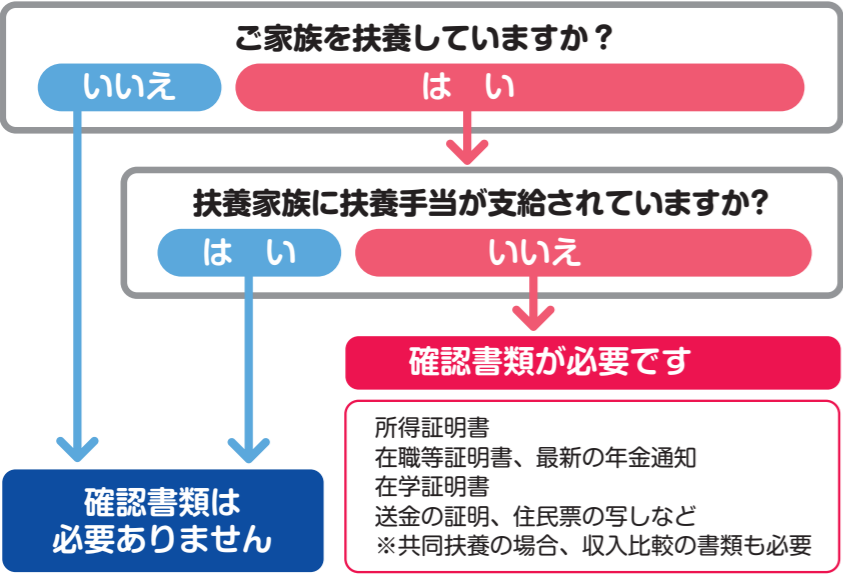 ご家族を扶養していますか？
いいえ
は い
扶養家族に扶養手当が支給されていますか?
は い
いいえ
確認書類が必要です
所得証明書
在職等証明書、最新の年金通知
在学証明書
送金の証明、住民票の写しなど
※共同扶養の場合、収入比較の書類も必要
確認書類は
必要ありません